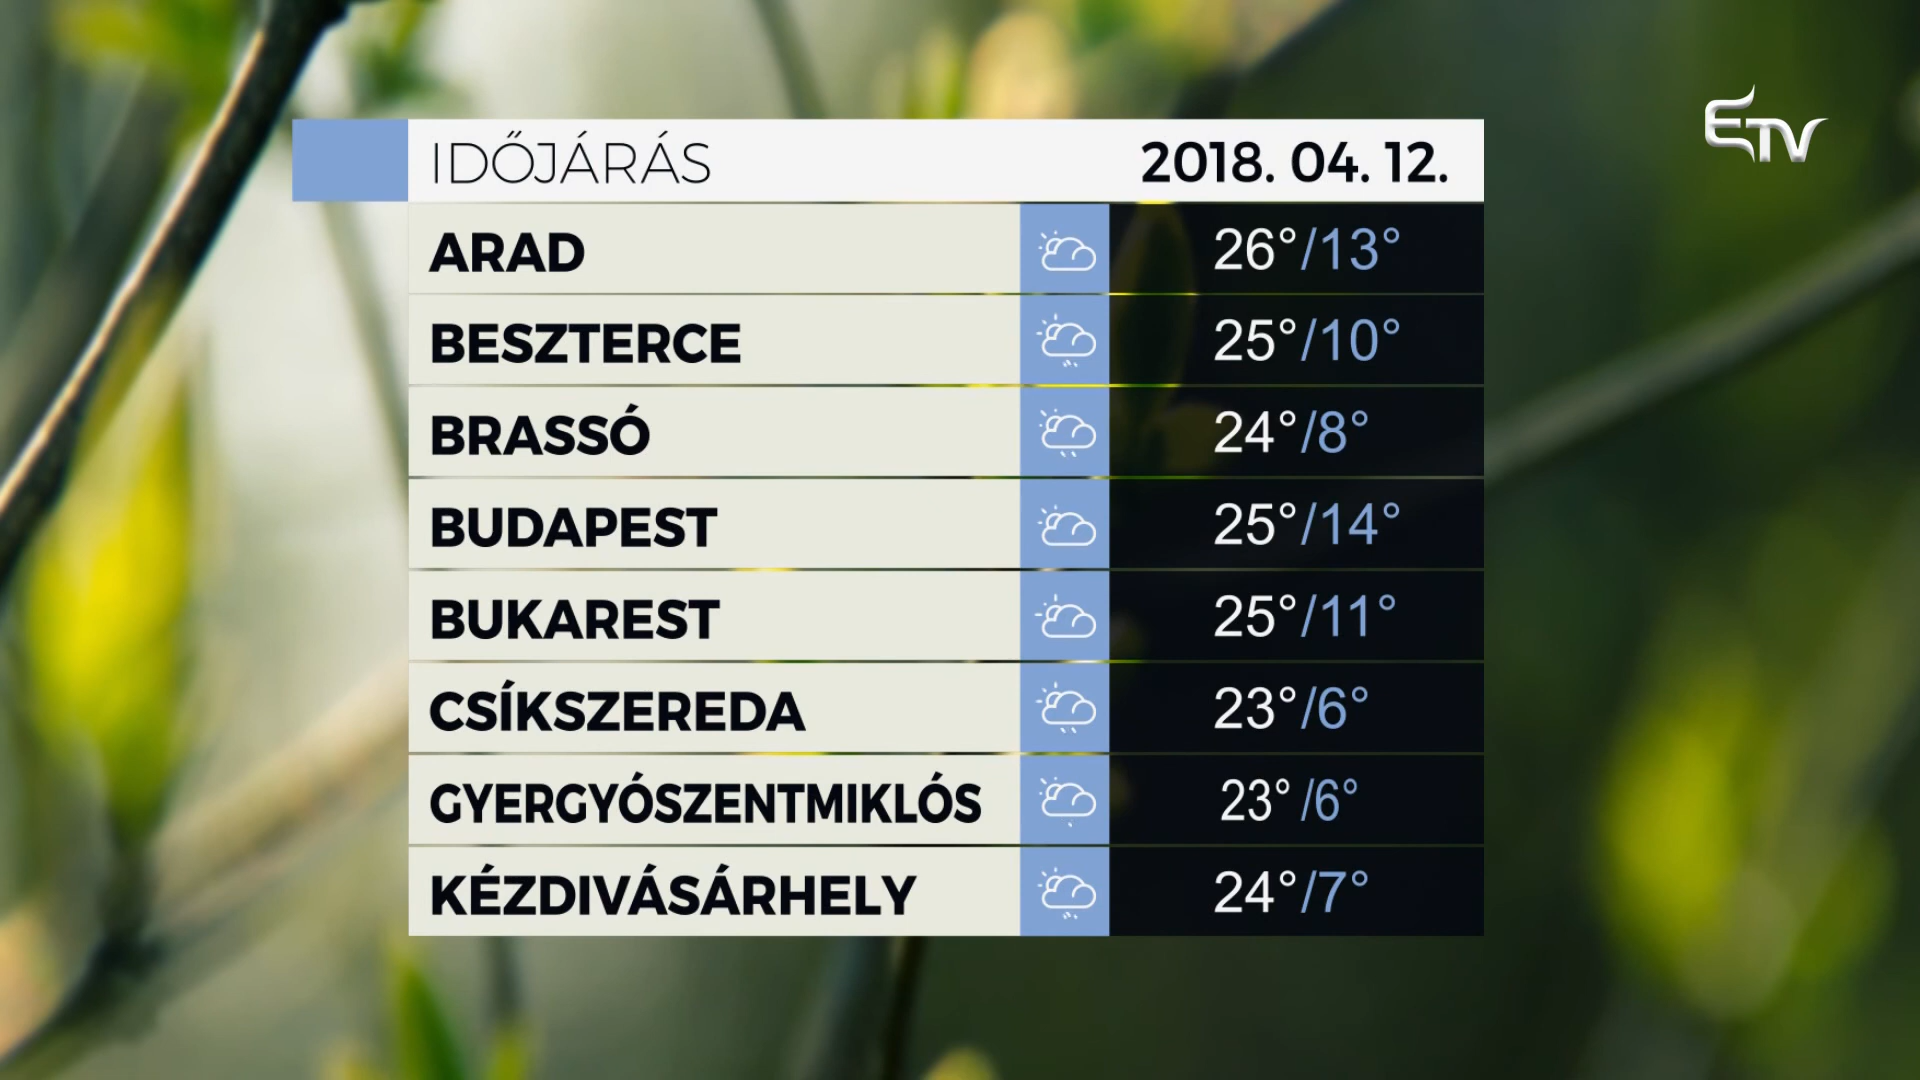 ETV
IDŐJÁRÁS 2018. 04. 12.
ARAD 26°/13°
BESZTERCE 25°/10°
BRASSÓ 24°/8°
BUDAPEST 25°/14°
BUKAREST 25°/11°
CSÍKSZEREDA 23°/6°
GYERGYÓSZENTMIKLÓS 23°/6°
KÉZDIVÁSÁRHELY 24°/7°